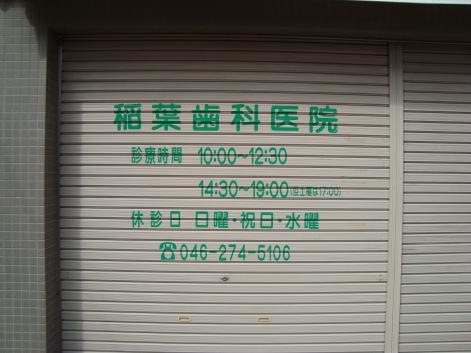 稲葉歯科医院
診療時間 10:00〜12:30
14:30〜19:00(但土曜は17:00)
休診日 日曜・祝日・水曜
☎046-274-5106